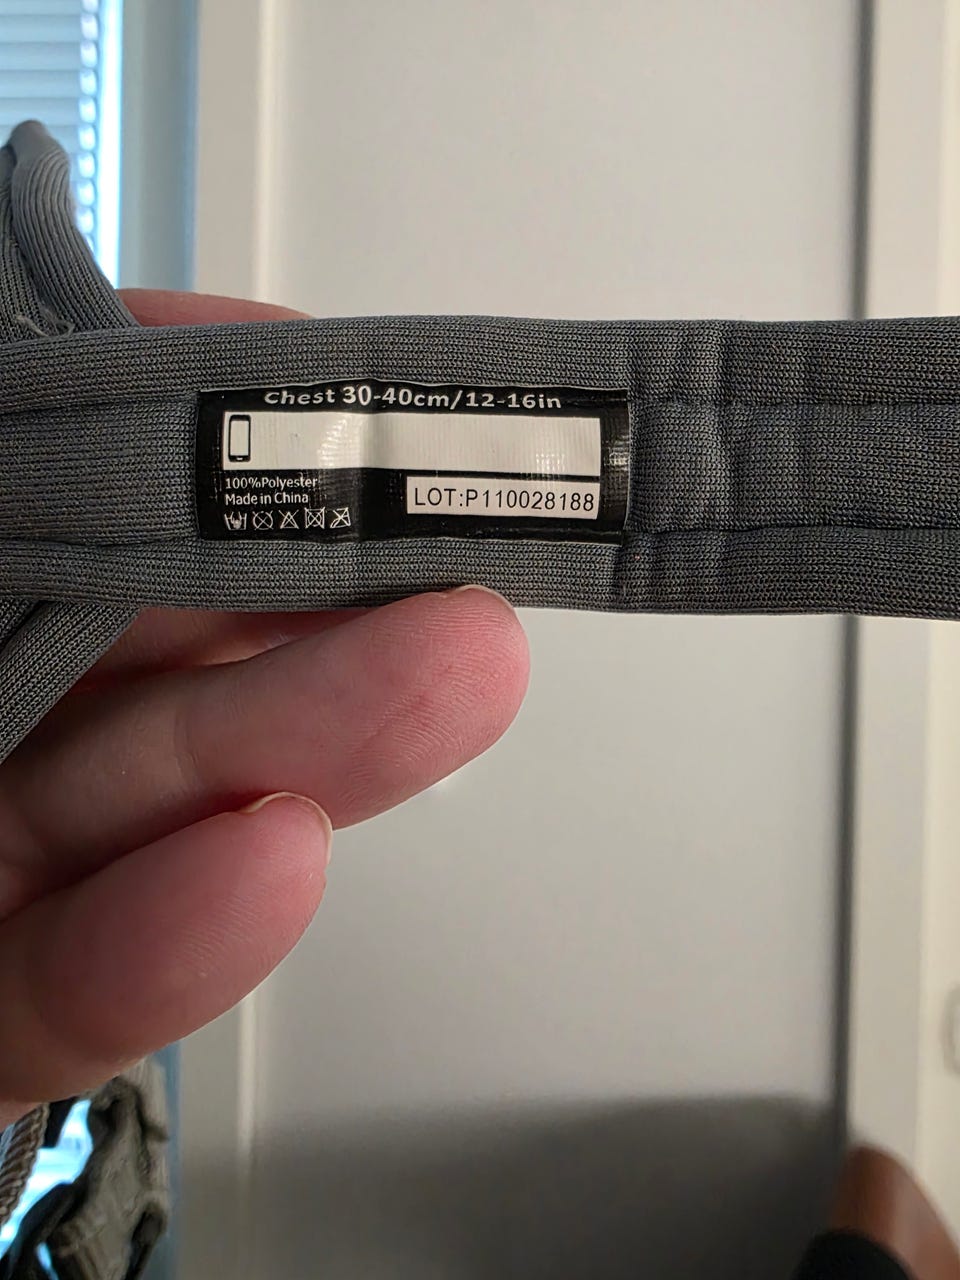 Chest 30-40cm/12-16in
100%Polyester
Made in China
LOT:P110028188